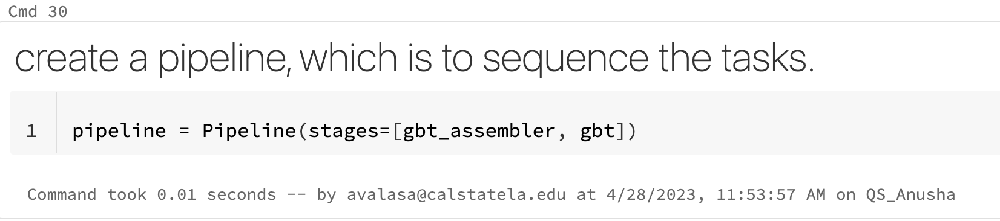 Cmd 30
create a pipeline, which is to sequence the tasks.
1 pipeline = Pipeline(stages=[gbt_assembler, gbt])
Command took 0.01 seconds -- by avalasa@calstatela.edu at 4/28/2023, 11:53:57 AM on QS_Anusha